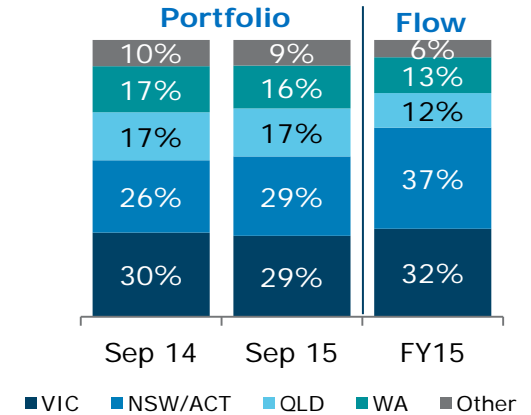 Portfolio Flow
10% 9% 6%
17% 16% 13%
17% 17% 12%
26% 29% 37%
30% 29% 32%
Sep 14 Sep 15 FY15
VIC NSW/ACT QLD WA Other